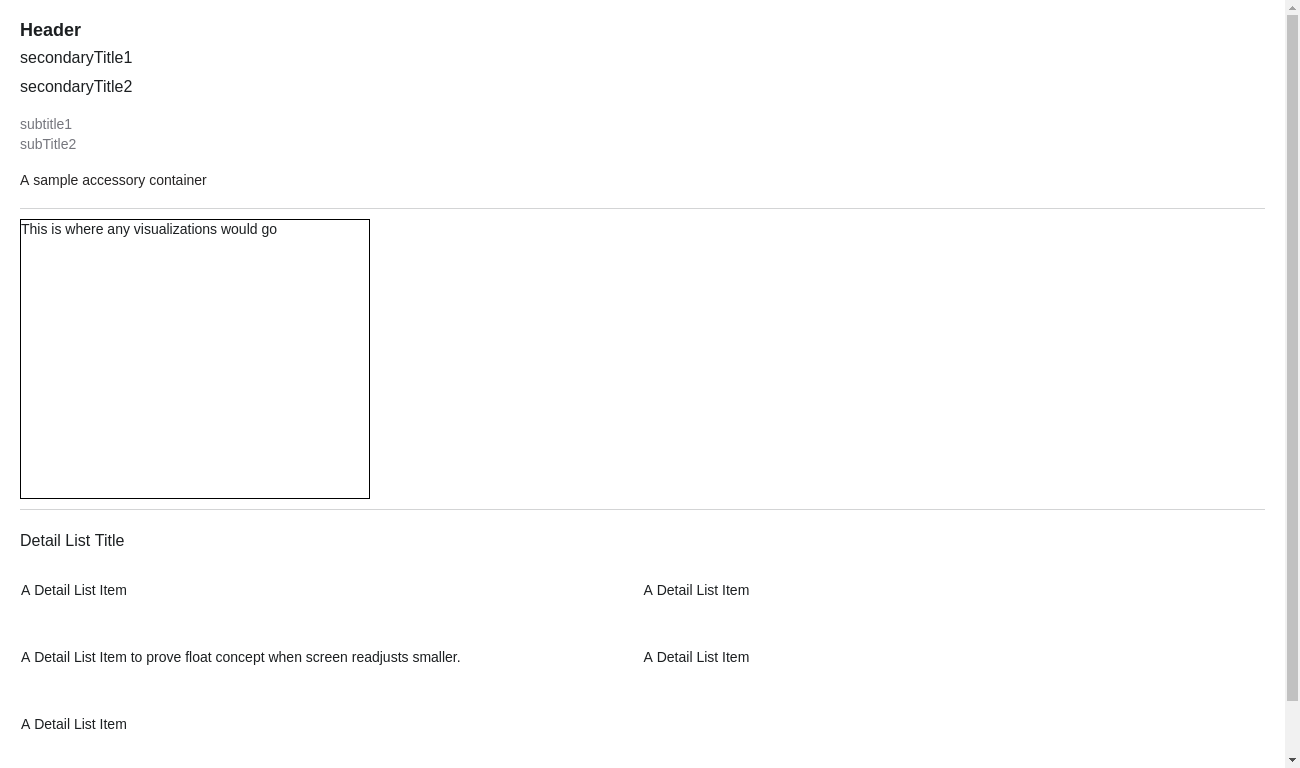 Header
secondaryTitle1
secondaryTitle2
subtitle1
subTitle2
A sample accessory container
This is where any visualizations would go
Detail List Title
A Detail List Item
A Detail List Item
A Detail List Item to prove float concept when screen readjusts smaller.
A Detail List Item
A Detail List Item